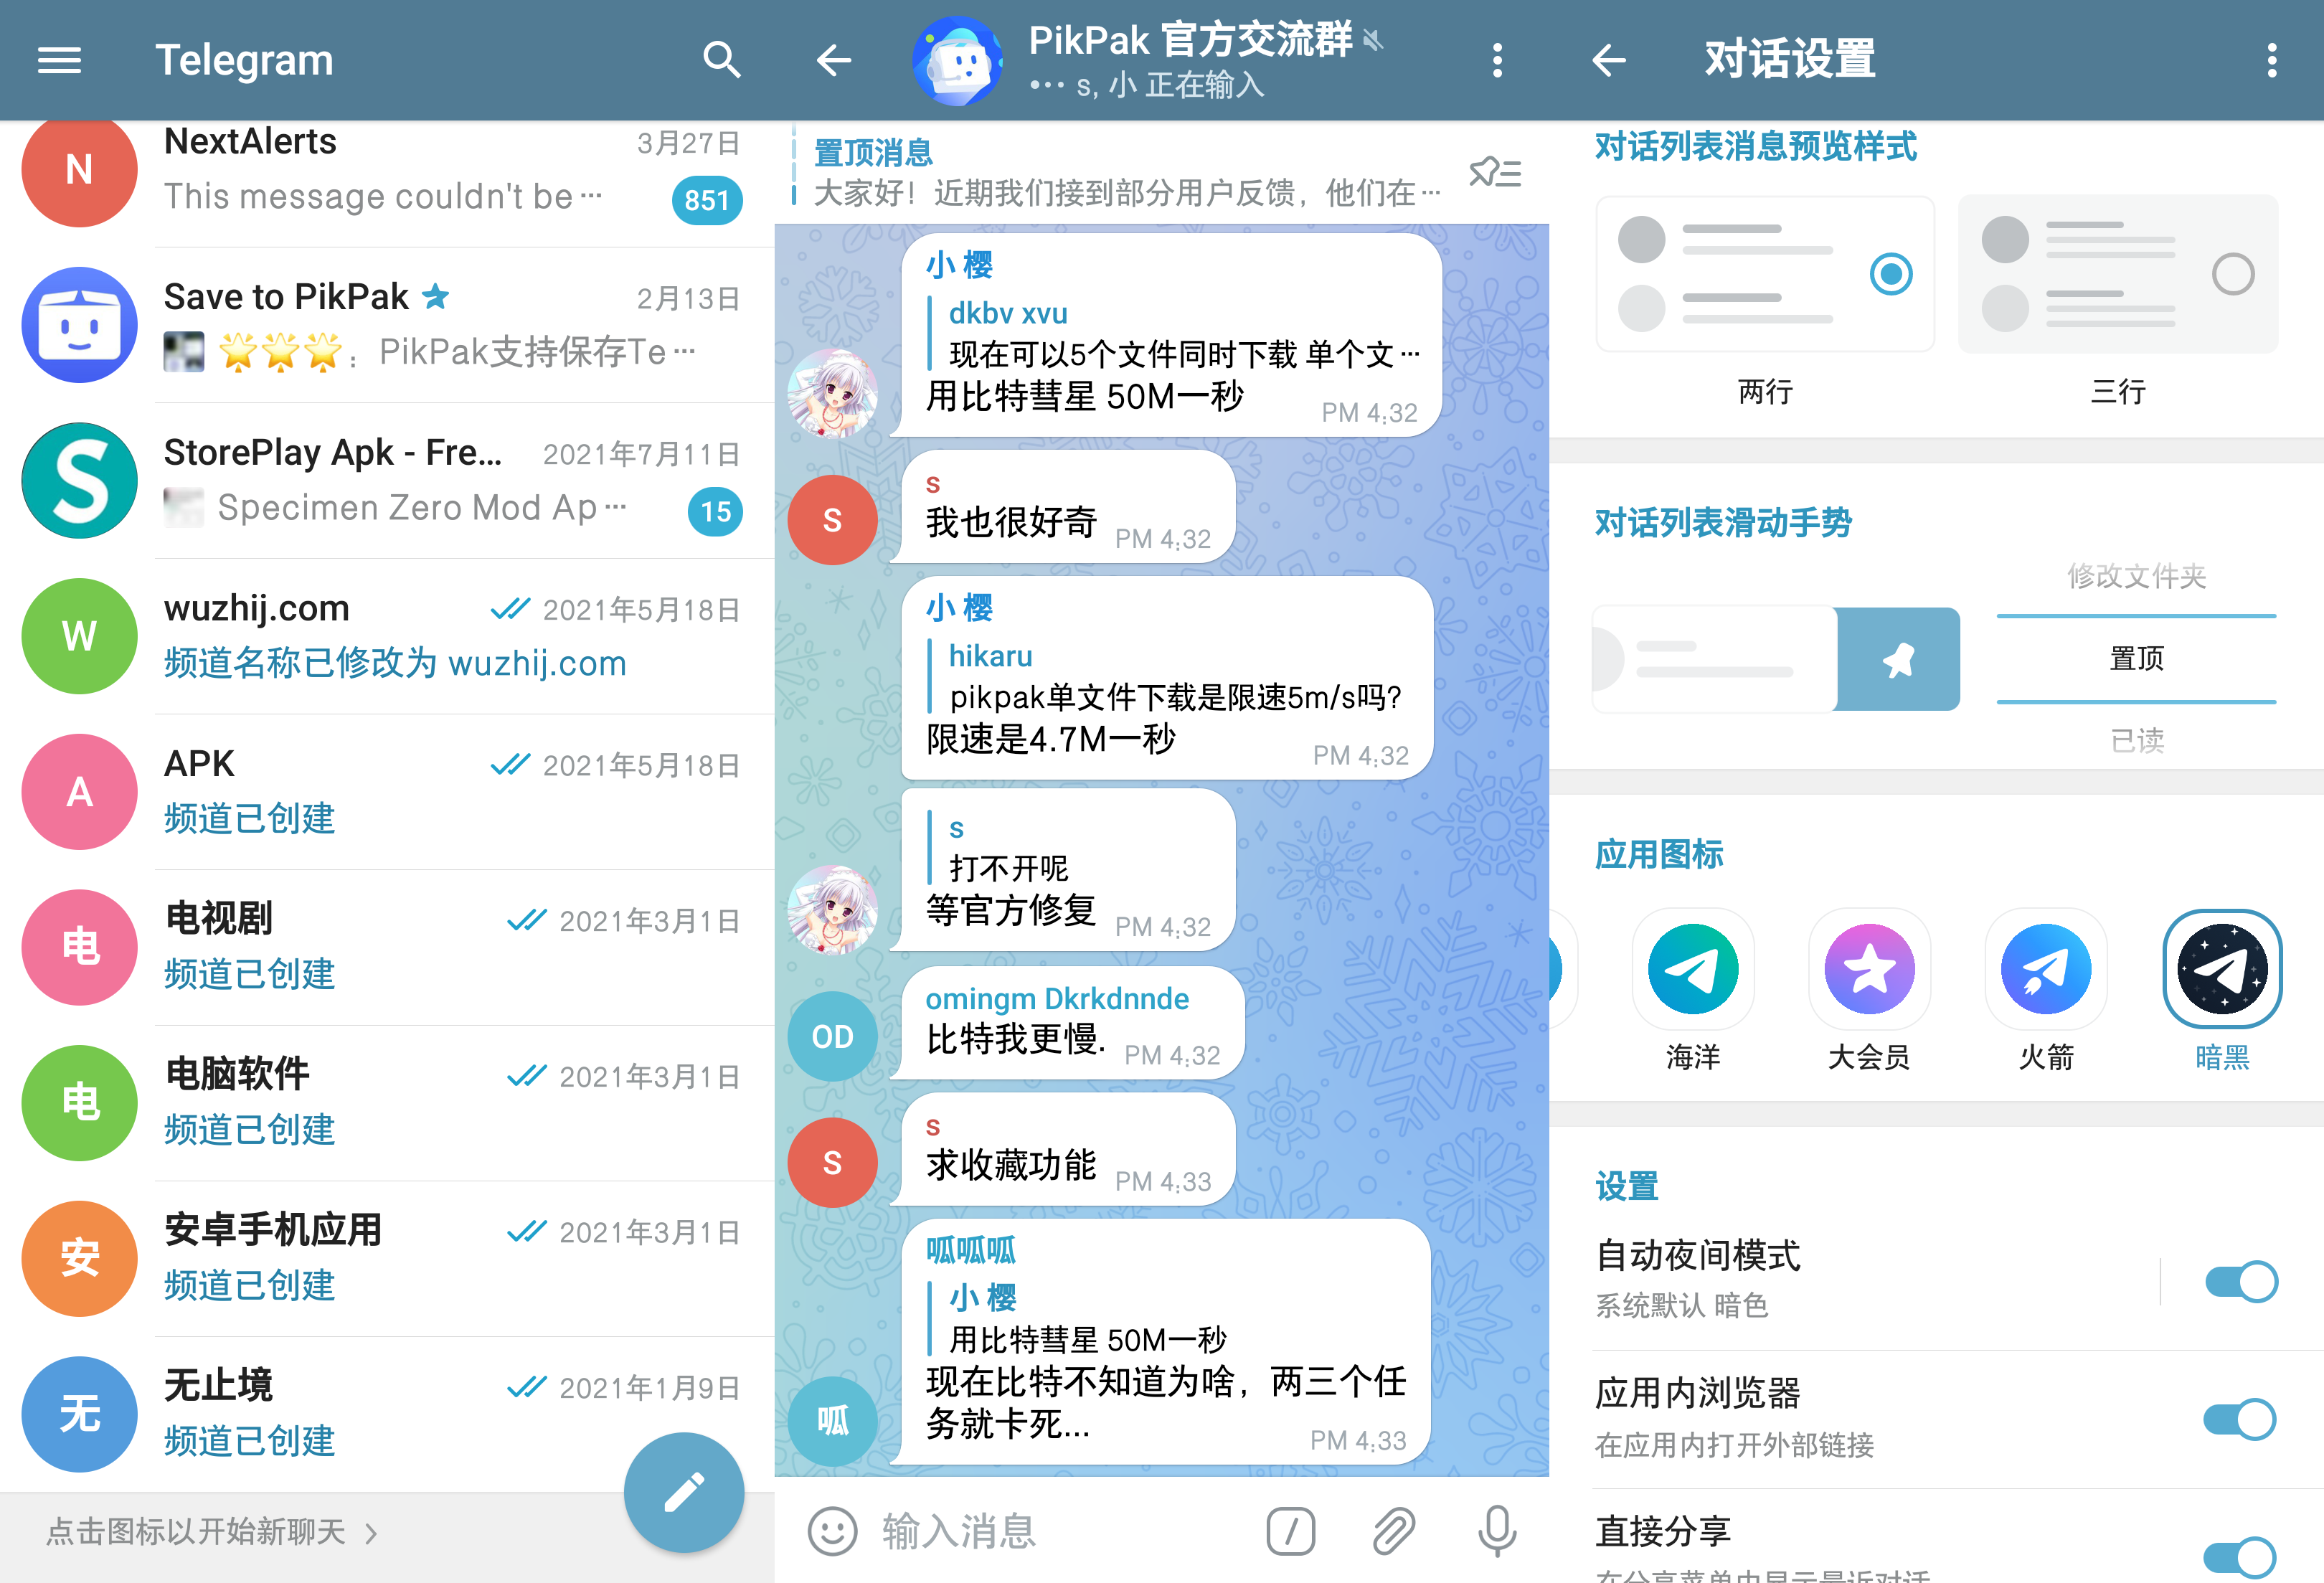 Telegram
NextAlerts
3月27日
This message couldn't be ...
851
N
Save to PikPak
2月13日
🌟🌟🌟：PikPak支持保存Te ...
StorePlay Apk - Fre...
2021年7月11日
Specimen Zero Mod Ap ...
15
S
wuzhij.com
2021年5月18日
频道名称已修改为 wuzhij.com
W
APK
2021年5月18日
频道已创建
A
电视剧
2021年3月1日
频道已创建
电
电脑软件
2021年3月1日
频道已创建
电
安卓手机应用
2021年3月1日
频道已创建
安
无止境
2021年1月9日
频道已创建
无
点击图标以开始新聊天
PikPak 官方交流群
••• s, 小 正在输入
置顶消息
大家好！近期我们接到部分用户反馈，他们在 ...
小 樱
dkbv xvu
现在可以5个文件同时下载 单个文 ...
用比特彗星 50M一秒
PM 4:32
s
我也很好奇
PM 4:32
S
小 樱
hikaru
pikpak单文件下载是限速5m/s吗?
限速是4.7M一秒
PM 4:32
s
打不开呢
等官方修复
PM 4:32
omingm Dkrkdnnde
比特我更慢.
PM 4:32
OD
s
求收藏功能
PM 4:33
S
呱呱呱
小 樱
用比特彗星 50M一秒
现在比特不知道为啥，两三个任
务就卡死...
PM 4:33
呱
输入消息
对话设置
对话列表消息预览样式
两行
三行
对话列表滑动手势
修改文件夹
置顶
已读
应用图标
海洋
大会员
火箭
暗黑
设置
自动夜间模式
系统默认 暗色
应用内浏览器
在应用内打开外部链接
直接分享
在分享菜单中显示最近对话